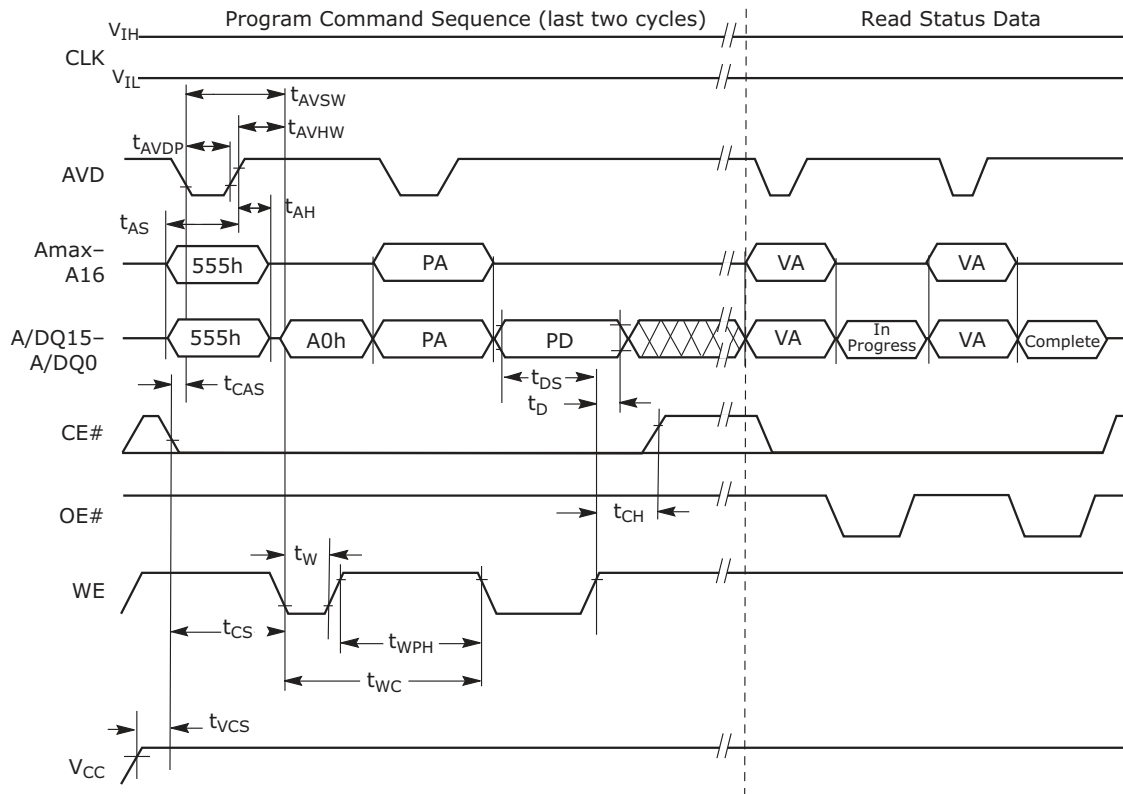 Program Command Sequence (last two cycles) Read Status Data
VIH
CLK
VIL
tAVSW
tAVHW
tAVDP
AVD
tAS
tAH
Amax–
A16
555h PA VA VA
A/DQ15–
A/DQ0
555h A0h PA PD VA In Progress VA Complete
tCAS
tDS
tD
CE#
OE#
tCH
tW
WE
tCS
tWPH
tWC
tVCS
VCC